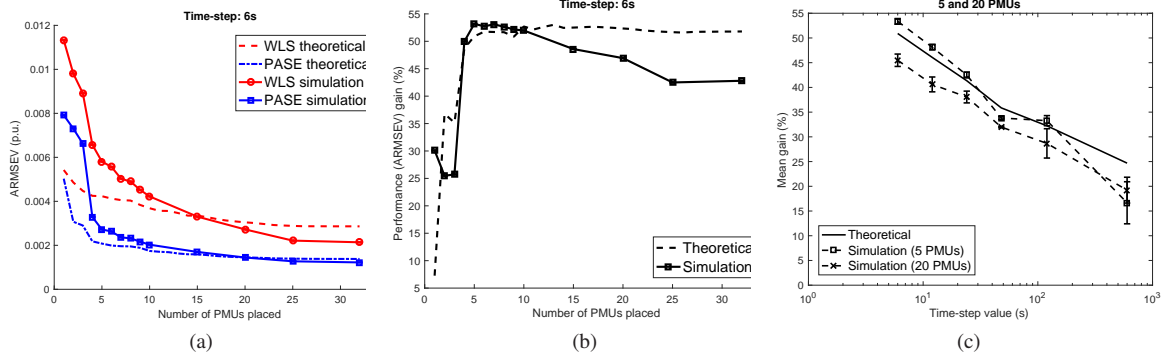 Time-step: 6s
0.012
0.01
0.008
0.006
0.004
0.002
0
ARMSEV (p.u.)
0
5
10
15
20
25
30
Number of PMUs placed
WLS theoretical
PASE theoretical
WLS simulation
PASE simulation
(a)
Time-step: 6s
55
50
45
40
35
30
25
20
15
10
5
0
Performance (ARMSEV) gain (%)
0
5
10
15
20
25
30
Number of PMUs placed
Theoretical
Simulation
(b)
5 and 20 PMUs
55
50
45
40
35
30
25
20
15
10
5
0
Mean gain (%)
10^0
10^1
10^2
10^3
Time-step value (s)
Theoretical
Simulation (5 PMUs)
Simulation (20 PMUs)
(c)